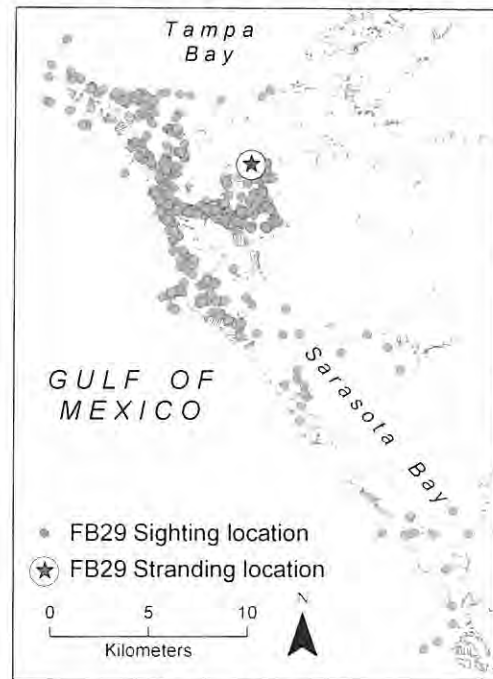 Tampa
Bay
Sarasota Bay
GULF OF
MEXICO
FB29 Sighting location
FB29 Stranding location
0 5 10
Kilometers
N